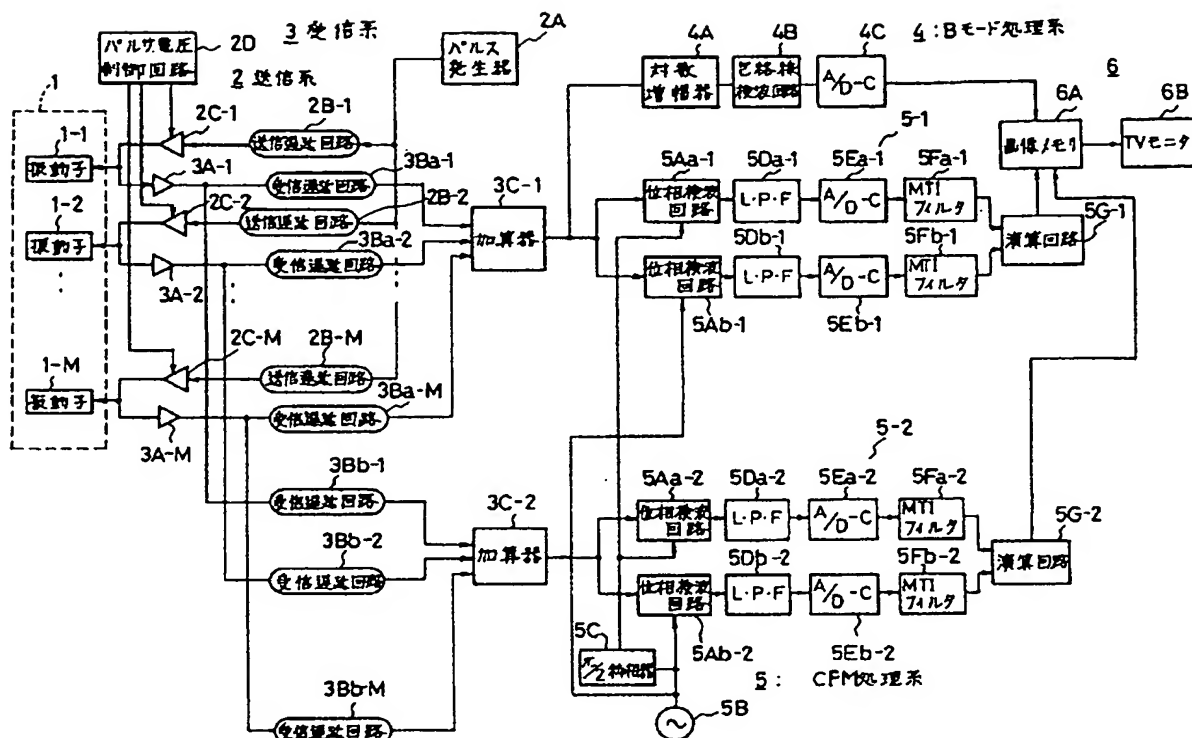 3 受信系
2A
4A
4B
4C
4:Bモード処理系
パルサ電圧
制御回路
2D
パルス
発生器
対数
増幅器
包絡線
検波回路
A/D-C
6
6A
6B
1
2 送信系
2C-1
2B-1
送信遅延回路
5-1
画像メモリ
TVモニタ
1-1
振動子
3A-1
3Ba-1
受信遅延回路
5Aa-1
位相検波
回路
5Da-1
L・P・F
5Ea-1
A/D-C
5Fa-1
MTI
フィルタ
1-2
振動子
2C-2
2B-2
送信遅延回路
3C-1
加算器
演算回路
5G-1
3Ba-2
受信遅延回路
3A-2
位相検波
回路
5Ab-1
5Db-1
L・P・F
A/D-C
5Eb-1
5Fb-1
MTI
フィルタ
2C-M
2B-M
送信遅延回路
1-M
振動子
3Ba-M
受信遅延回路
3A-M
5-2
3Bb-1
受信遅延回路
3C-2
加算器
5Aa-2
位相検波
回路
5Da-2
L・P・F
5Ea-2
A/D-C
5Fa-2
MTI
フィルタ
5G-2
演算回路
3Bb-2
受信遅延回路
位相検波
回路
5Ab-2
5Db-2
L・P・F
A/D-C
5Eb-2
5Fb-2
MTI
フィルタ
5C
π/2 移相器
5: CFM処理系
3Bb-M
受信遅延回路
5B